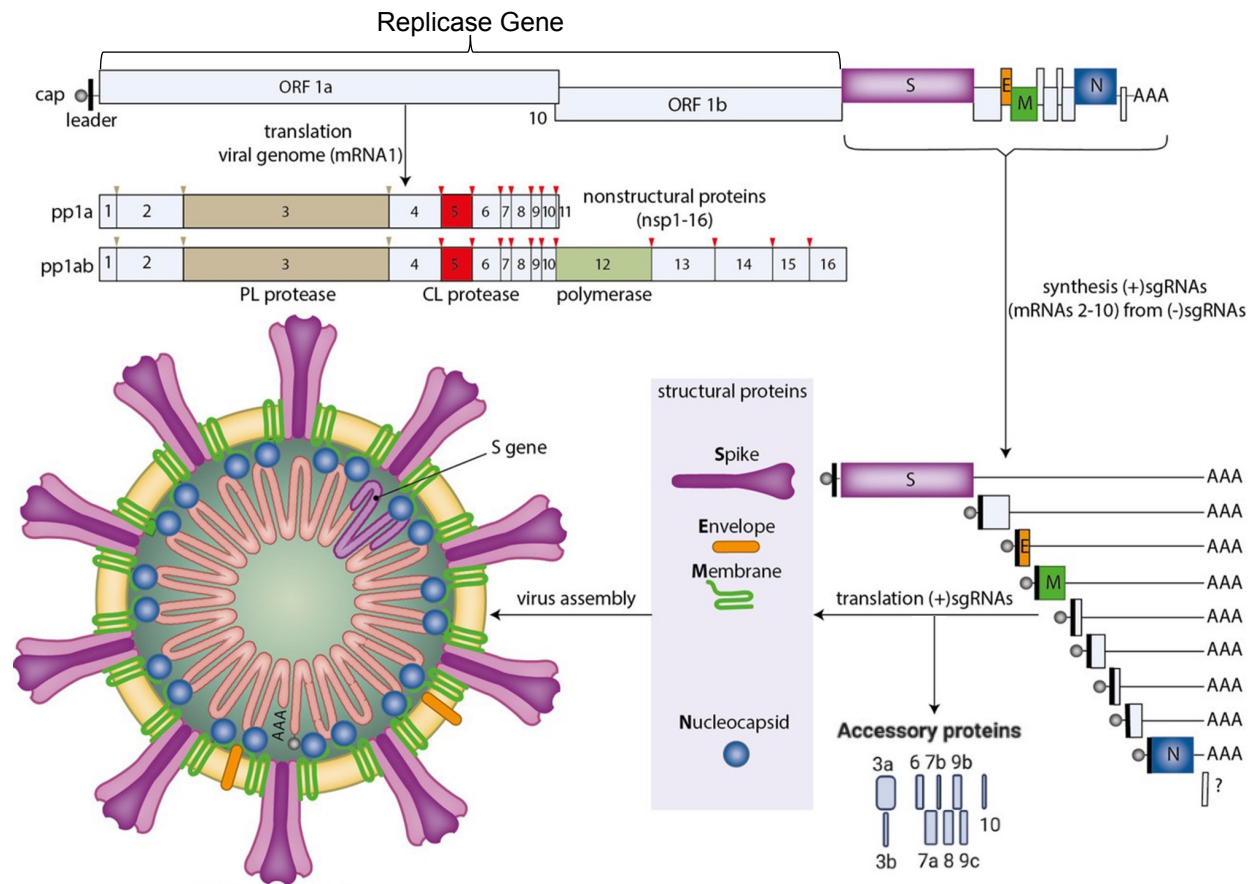 Replicase Gene
cap
leader
ORF 1a
10
ORF 1b
S
E
M
N
AAA
translation
viral genome (mRNA1)
pp1a
1 2 3 4 5 6 7 8 9 10 11
nonstructural proteins
(nsp1-16)
pp1ab
1 2 3 4 5 6 7 8 9 10 12 13 14 15 16
PL protease
CL protease
polymerase
synthesis (+)sgRNAs
(mRNAs 2-10) from (-)sgRNAs
S gene
AAA
virus assembly
structural proteins
Spike
Envelope
Membrane
Nucleocapsid
translation (+)sgRNAs
S AAA
AAA
E AAA
M AAA
AAA
AAA
AAA
AAA
N AAA
?
Accessory proteins
3a 6 7b 9b
10
3b 7a 8 9c